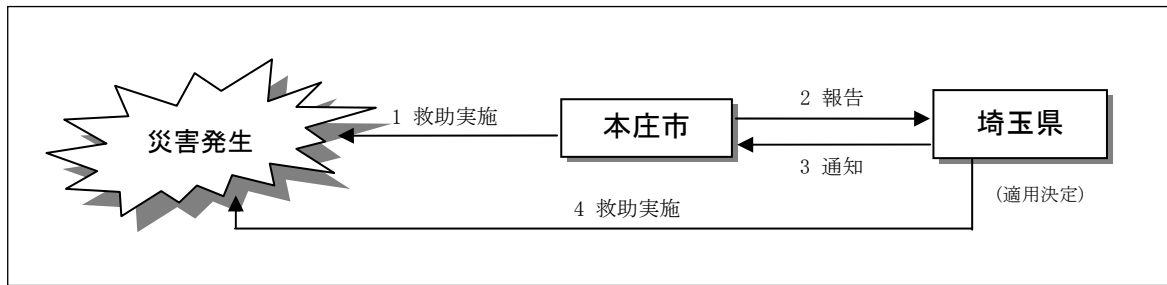 災害発生
1 救助実施
本庄市
2 報告
3 通知
埼玉県
(適用決定)
4 救助実施